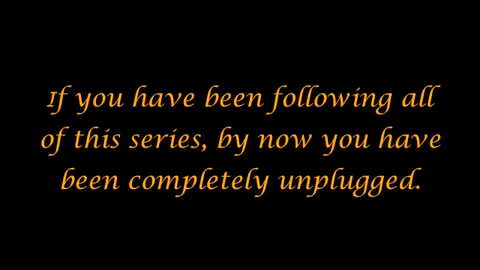 If you have been following all
of this series, by now you have
been completely unplugged.